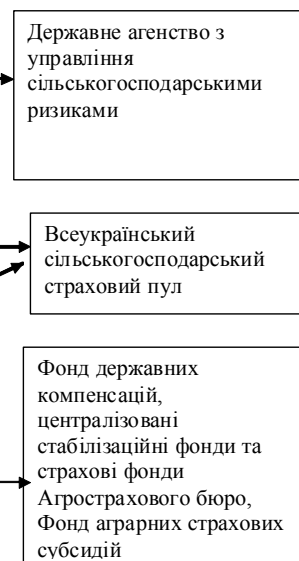 Державне агенство з
управління
сільськогосподарськими
ризиками
Всеукраїнський
сільськогосподарський
страховий пул
Фонд державних
компенсацій,
централізовані
стабілізаційні фонди та
страхові фонди
Агрострахового бюро,
Фонд аграрних страхових
субсидій